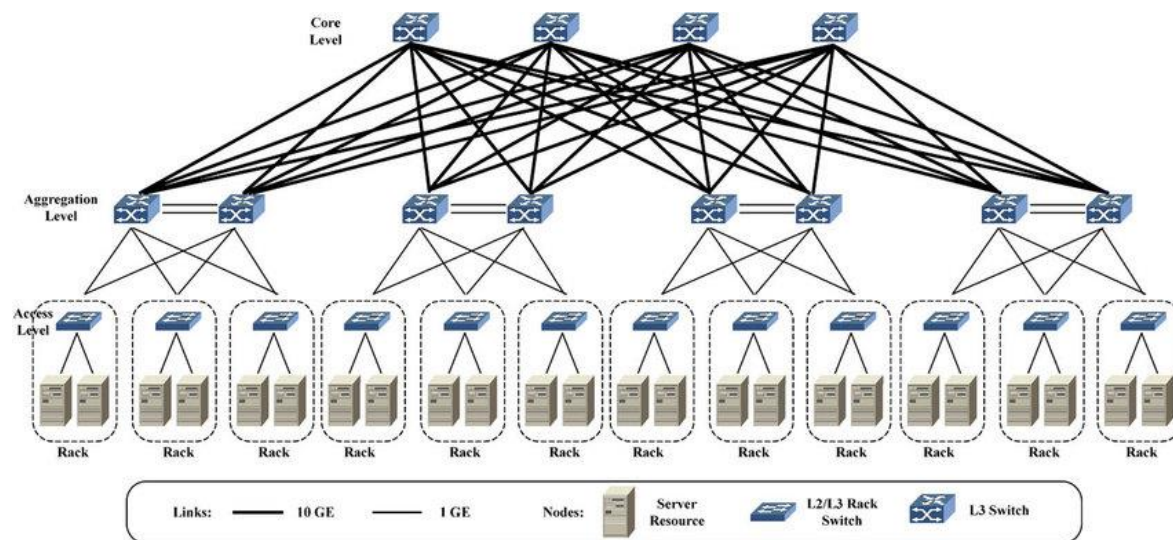 Core
Level
Aggregation
Level
Access
Level
Rack Rack Rack Rack Rack Rack Rack Rack Rack Rack Rack Rack
Links: 10 GE 1 GE Nodes: Server
Resource L2/L3 Rack
Switch L3 Switch